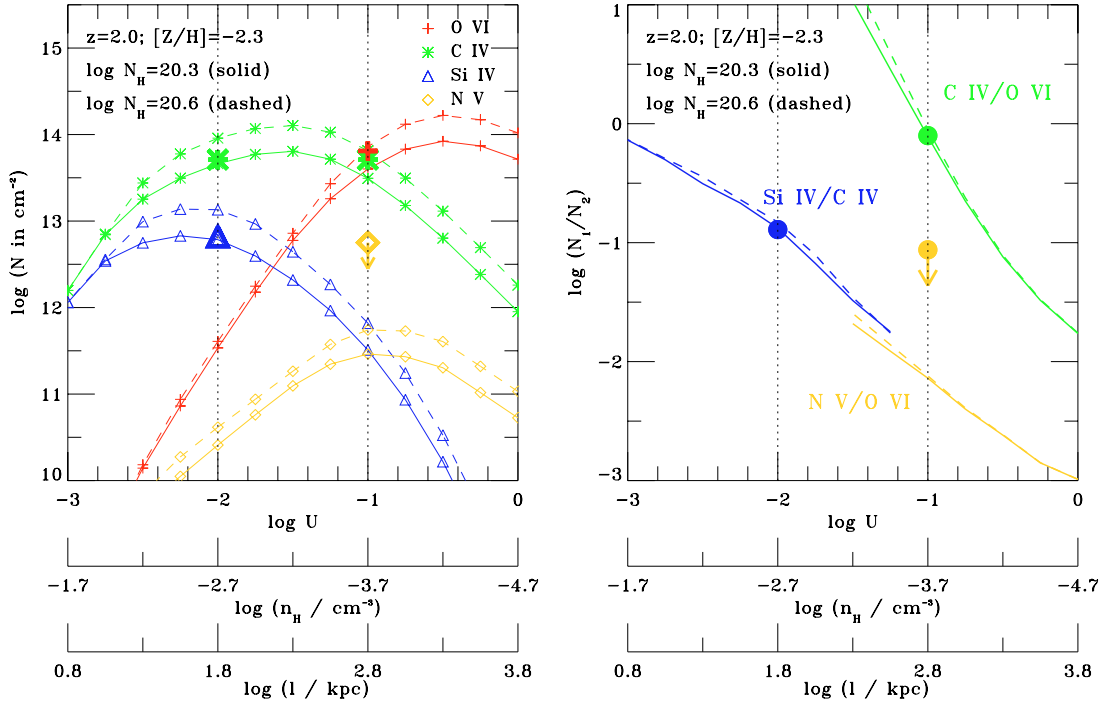 z=2.0; [Z/H]=−2.3
log N_H=20.3 (solid)
log N_H=20.6 (dashed)
O VI
C IV
Si IV
N V
log (N in cm⁻²)
15
14
13
12
11
10
−3 −2 −1 0
log U
−1.7 −2.7 −3.7 −4.7
log (n_H / cm⁻³)
0.8 1.8 2.8 3.8
log (l / kpc)
z=2.0; [Z/H]=−2.3
log N_H=20.3 (solid)
log N_H=20.6 (dashed)
C IV/O VI
Si IV/C IV
N V/O VI
log (N₁/N₂)
1
0
−1
−2
−3
−3 −2 −1 0
log U
−1.7 −2.7 −3.7 −4.7
log (n_H / cm⁻³)
0.8 1.8 2.8 3.8
log (l / kpc)